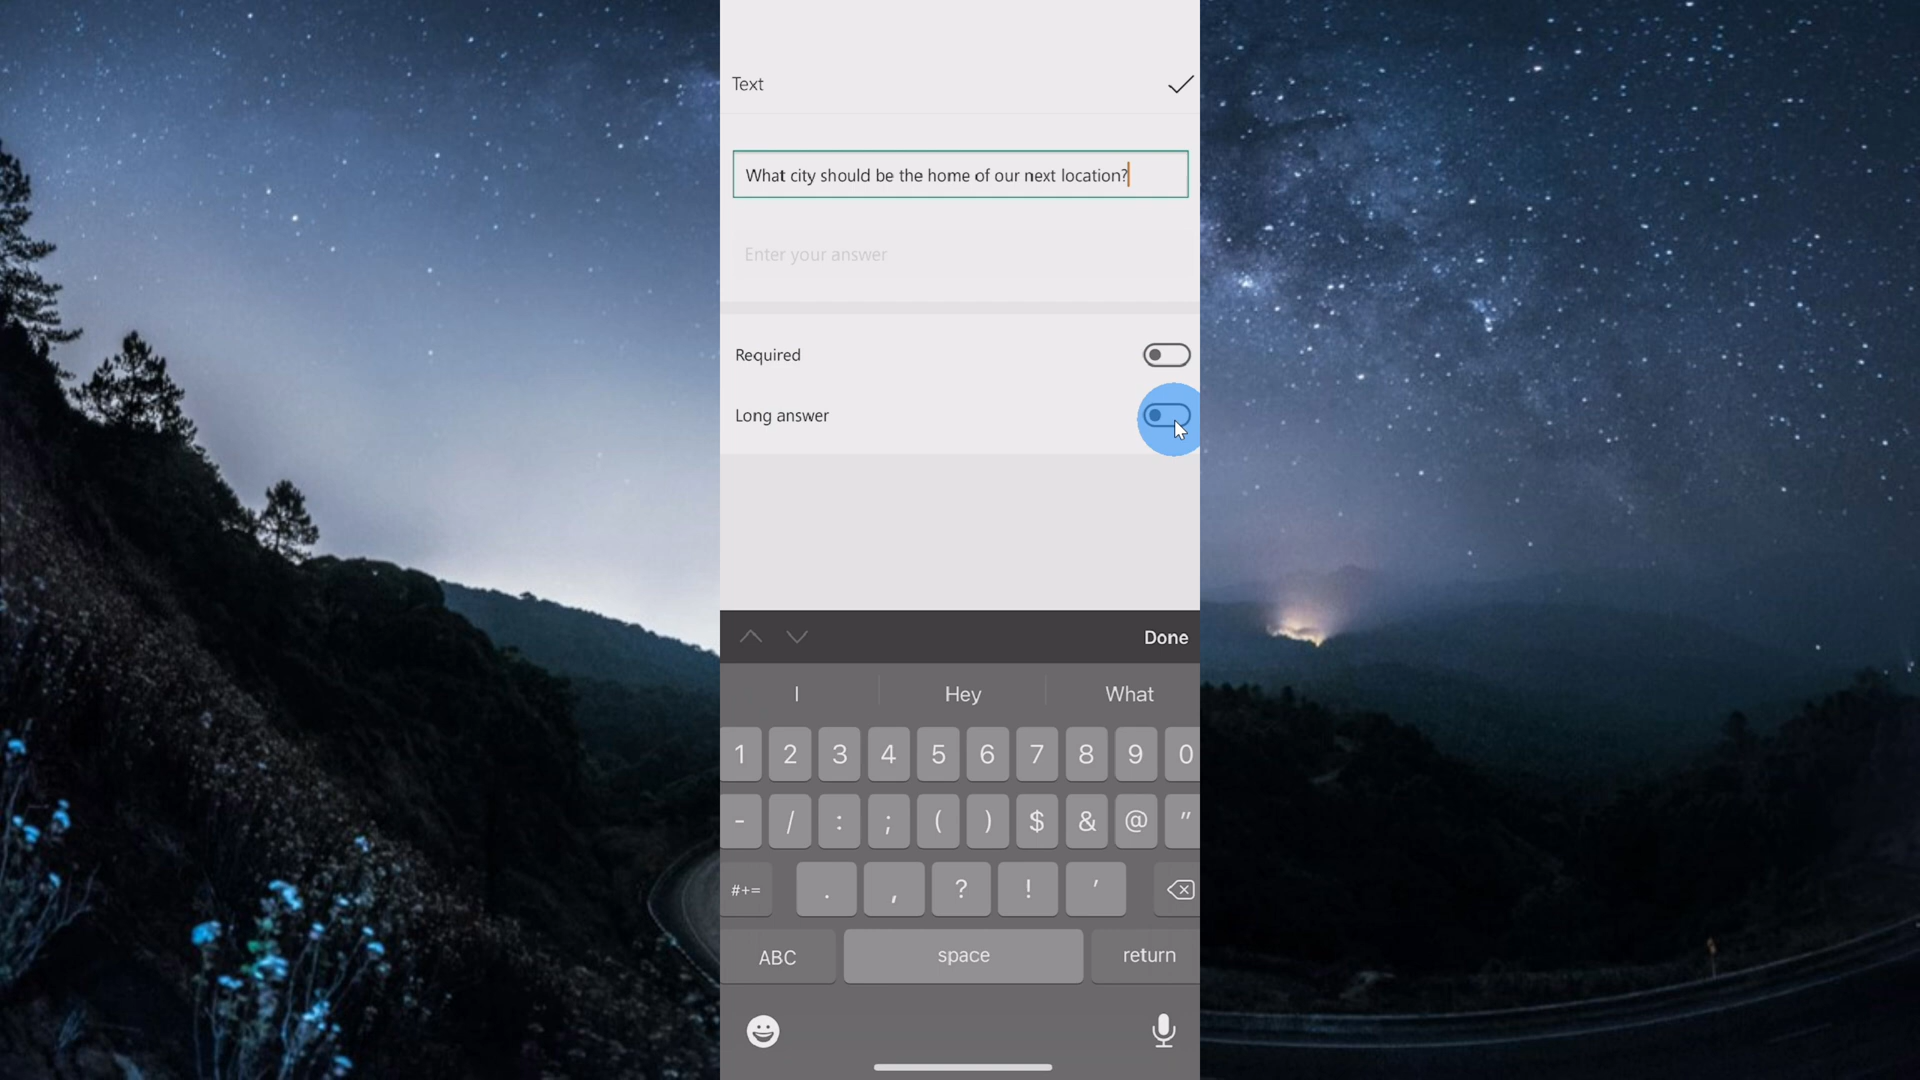 Text
What city should be the home of our next location?
Enter your answer
Required
Long answer
Done
I Hey What
1 2 3 4 5 6 7 8 9 0
- / : ; ( ) $ & @ "
#+= . , ? ! '
ABC space return